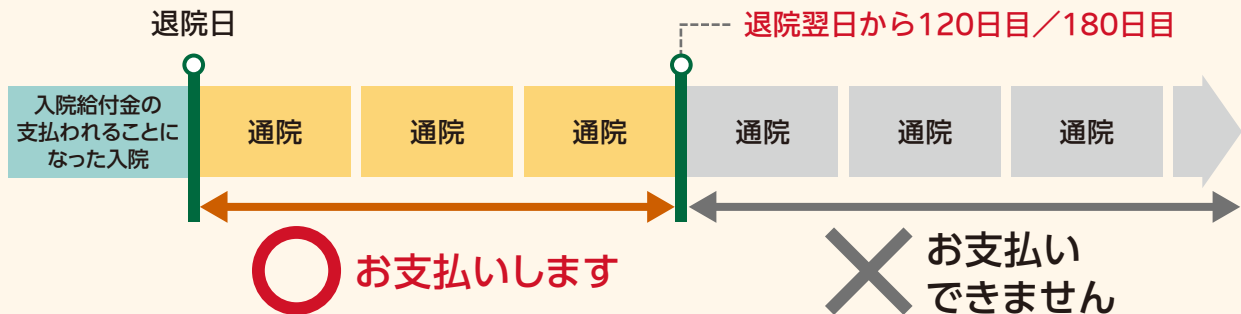 退院日
退院翌日から120日目／180日目
入院給付金の
支払われることに
なった入院
通院
通院
通院
通院
通院
通院
お支払いします
お支払い
できません